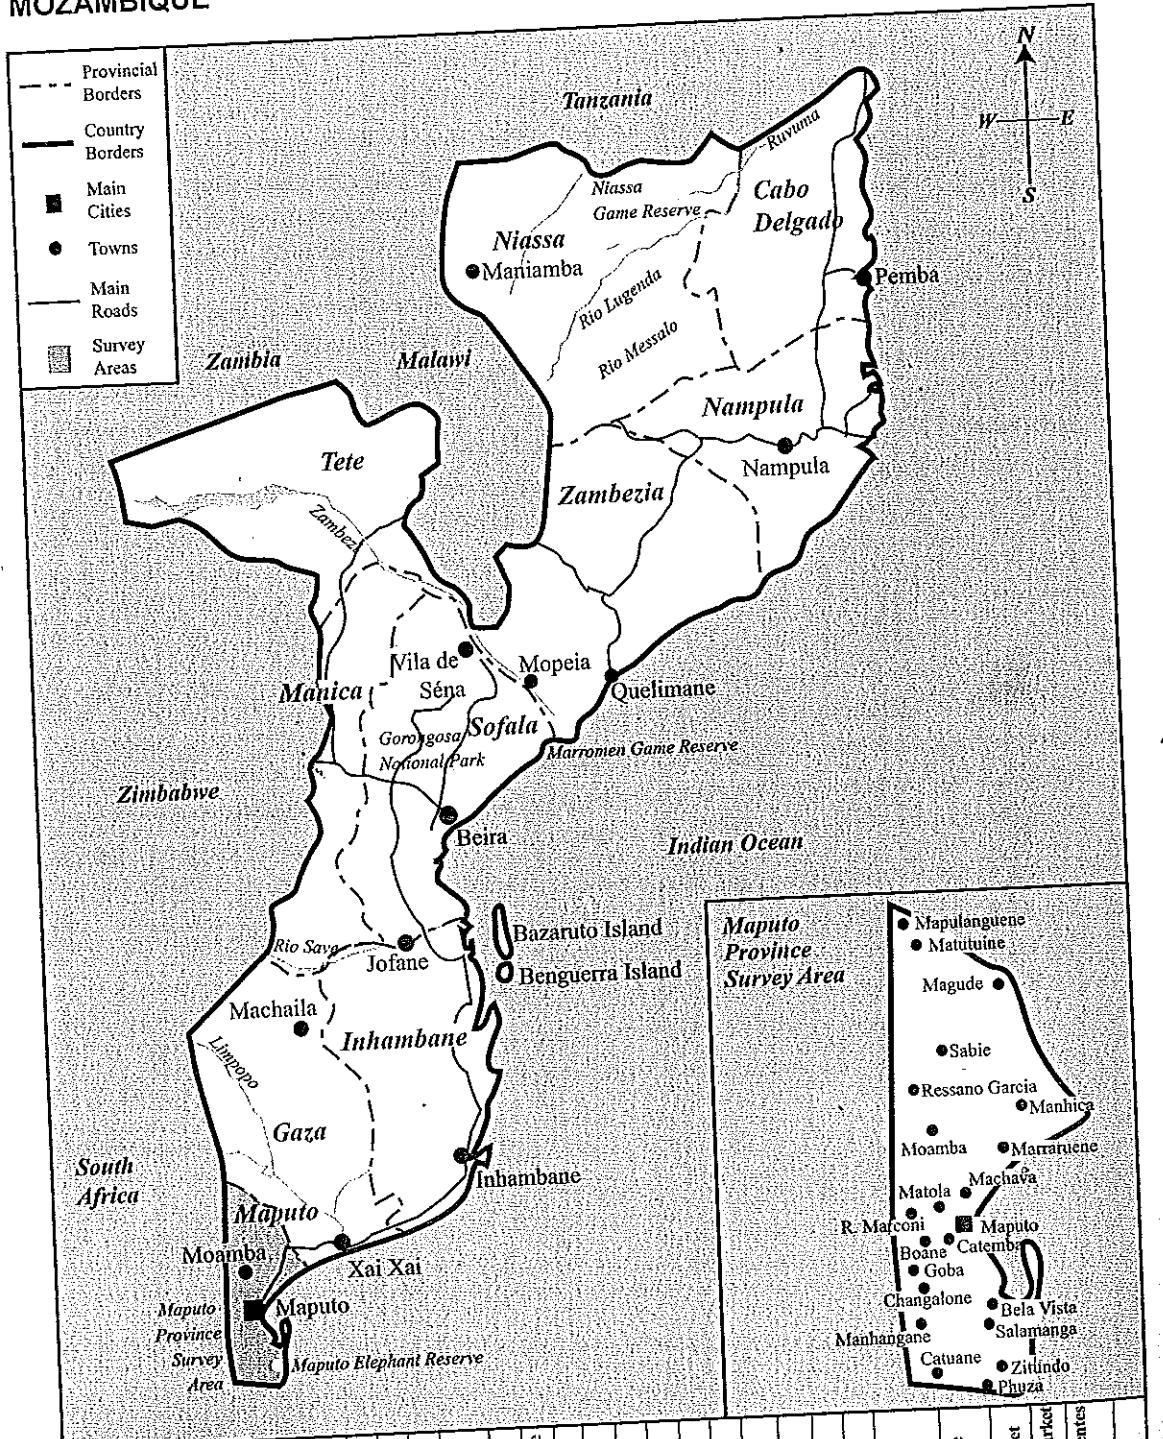 MOZAMBIQUE
Provincial
Borders
Country
Borders
Main
Cities
Towns
Main
Roads
Survey
Areas
N
W
E
S
Tanzania
Ruvuma
Niassa
Game Reserve
Cabo
Delgado
Niassa
Maniamba
Pemba
Rio Lugenda
Rio Messalo
Zambia
Malawi
Nampula
Nampula
Tete
Zambezi
Zambezia
Vila de
Séna
Mopeia
Quelimane
Manica
Sofala
Gorongosa
National Park
Marromen Game Reserve
Zimbabwe
Beira
Indian Ocean
Rio Save
Jofane
Bazaruto Island
Benguerra Island
Machaila
Inhambane
Limpopo
Gaza
South
Africa
Inhambane
Maputo
Moamba
Xai Xai
Maputo
Maputo
Province
Survey
Area
Maputo Elephant Reserve
Maputo
Province
Survey Area
Mapulanguene
Matutuine
Magude
Sabie
Ressano Garcia
Manhica
Moamba
Marraruene
Machava
Matola
R. Marconi
Maputo
Boane
Catembe
Goba
Changalone
Bela Vista
Manhangane
Salamanga
Catuane
Zitundo
Phuza